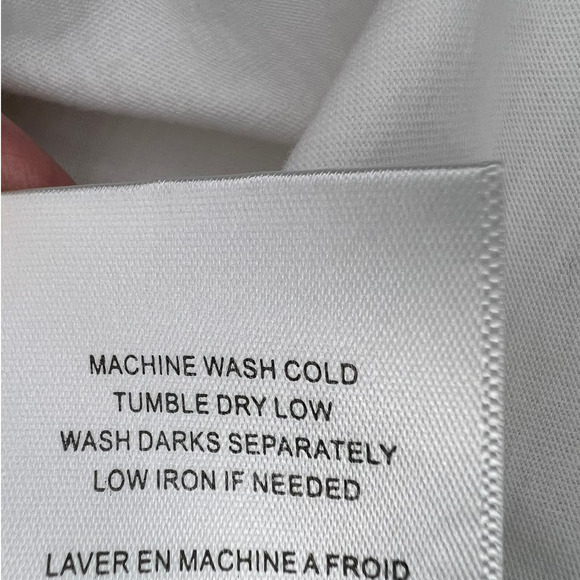 MACHINE WASH COLD
TUMBLE DRY LOW
WASH DARKS SEPARATELY
LOW IRON IF NEEDED
LAVER EN MACHINE A FROID